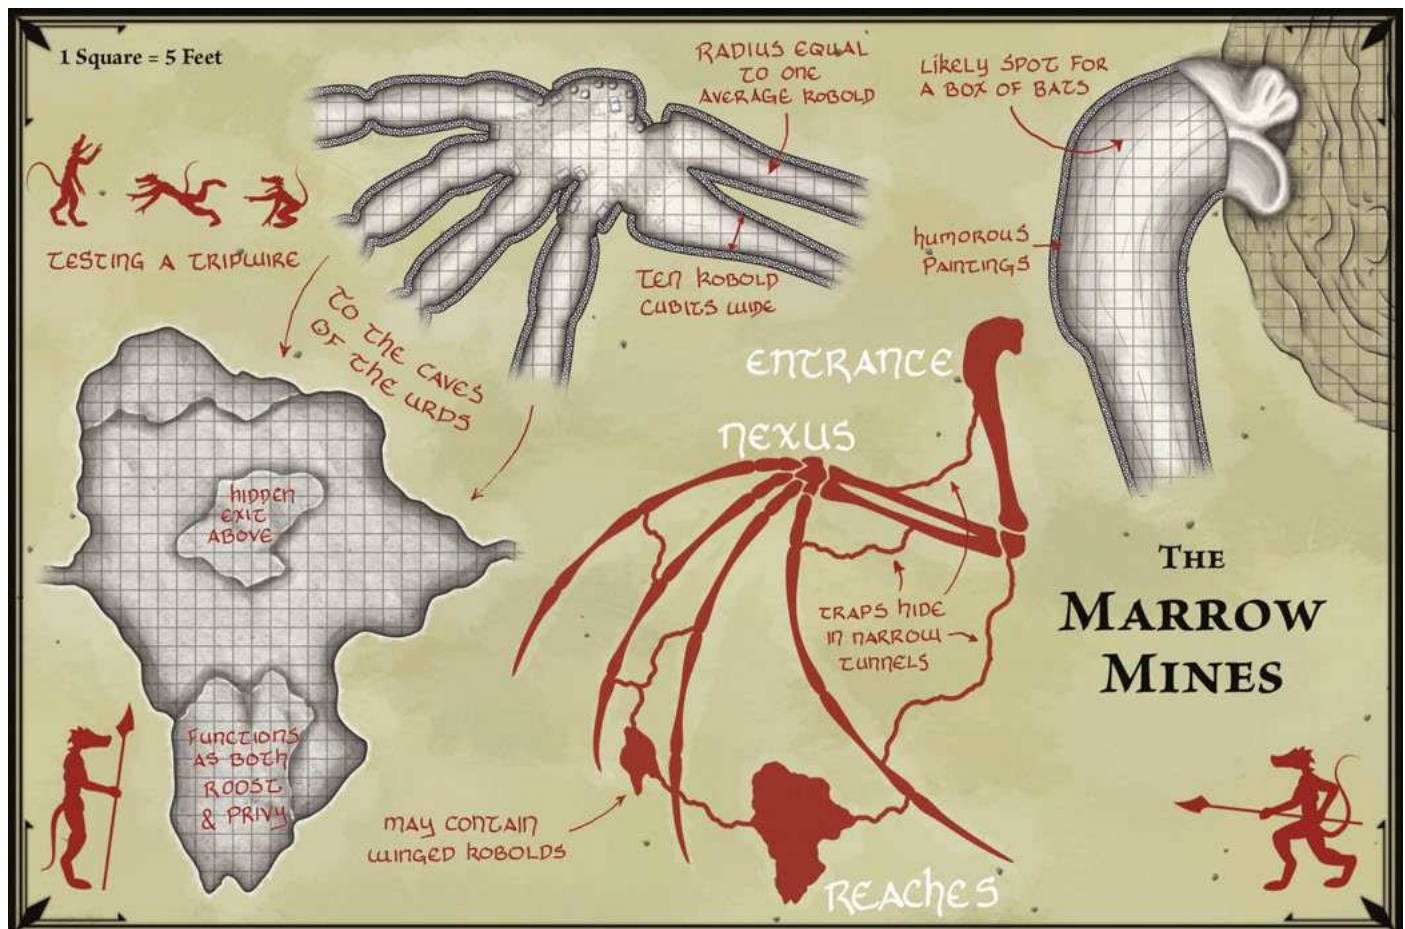 1 Square = 5 Feet
RADIUS EQUAL
TO ONE
AVERAGE KOBOLD
LIKELY SPOT FOR
A BOX OF BATS
TESTING A TRIPWIRE
HUMOROUS
PAINTINGS
TEN KOBOLD
CUBITS WIDE
TO THE CAVES
OF THE URDS
ENTRANCE
NEXUS
HIDDEN
EXIT
ABOVE
THE
MARROW
MINES
TRAPS HIDE
IN NARROW
TUNNELS
FUNCTIONS
AS BOTH
ROOST
& PRIVY
MAY CONTAIN
WINGED KOBOLDS
REACHES